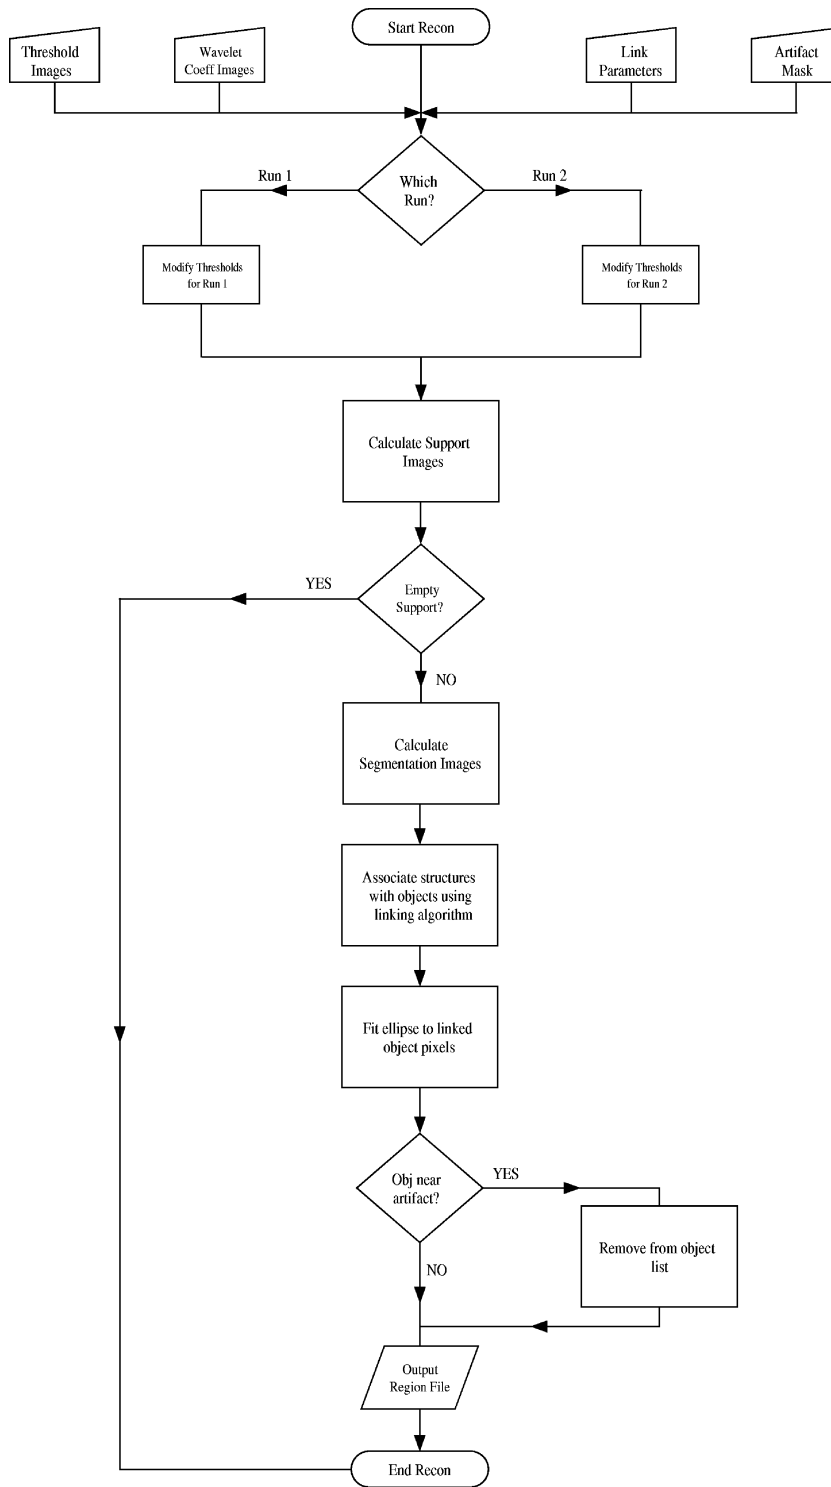 Start Recon
Threshold
Images
Wavelet
Coeff Images
Link
Parameters
Artifact
Mask
Which
Run?
Run 1
Run 2
Modify Thresholds
for Run 1
Modify Thresholds
for Run 2
Calculate Support
Images
Empty
Support?
YES
NO
Calculate
Segmentation Images
Associate structures
with objects using
linking algorithm
Fit ellipse to linked
object pixels
Obj near
artifact?
YES
Remove from object
list
NO
Output
Region File
End Recon